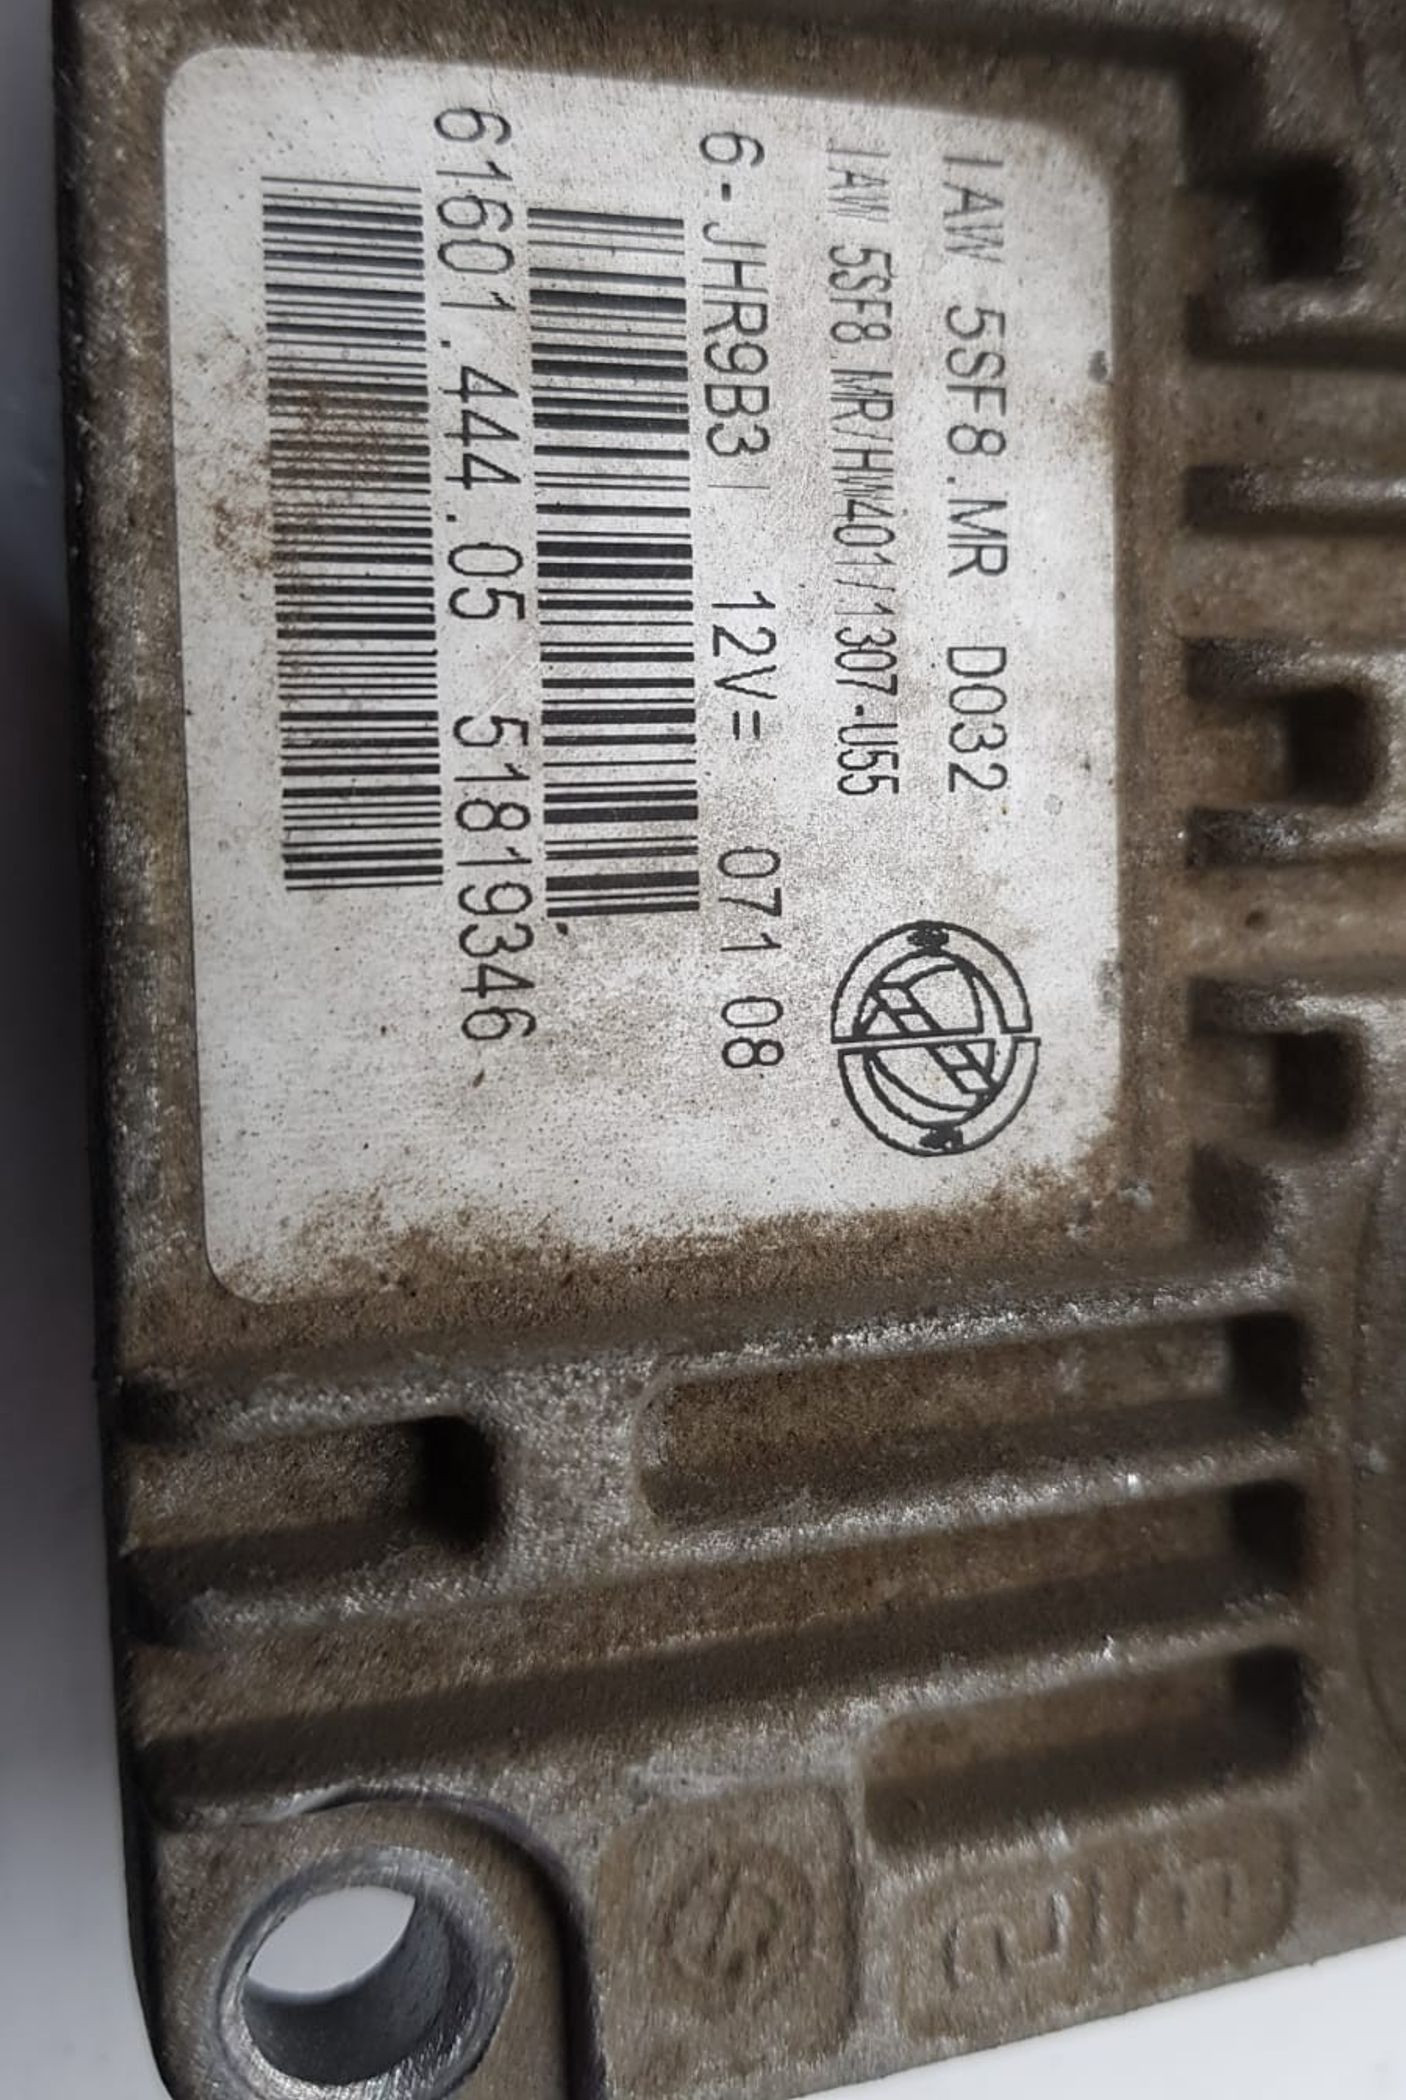 IAW 5SF8.MR D032
IAW 5SF8.MR/HW401/1307-U55
6-JHR9B3 12V= 071 08
61601.444.05 51819346